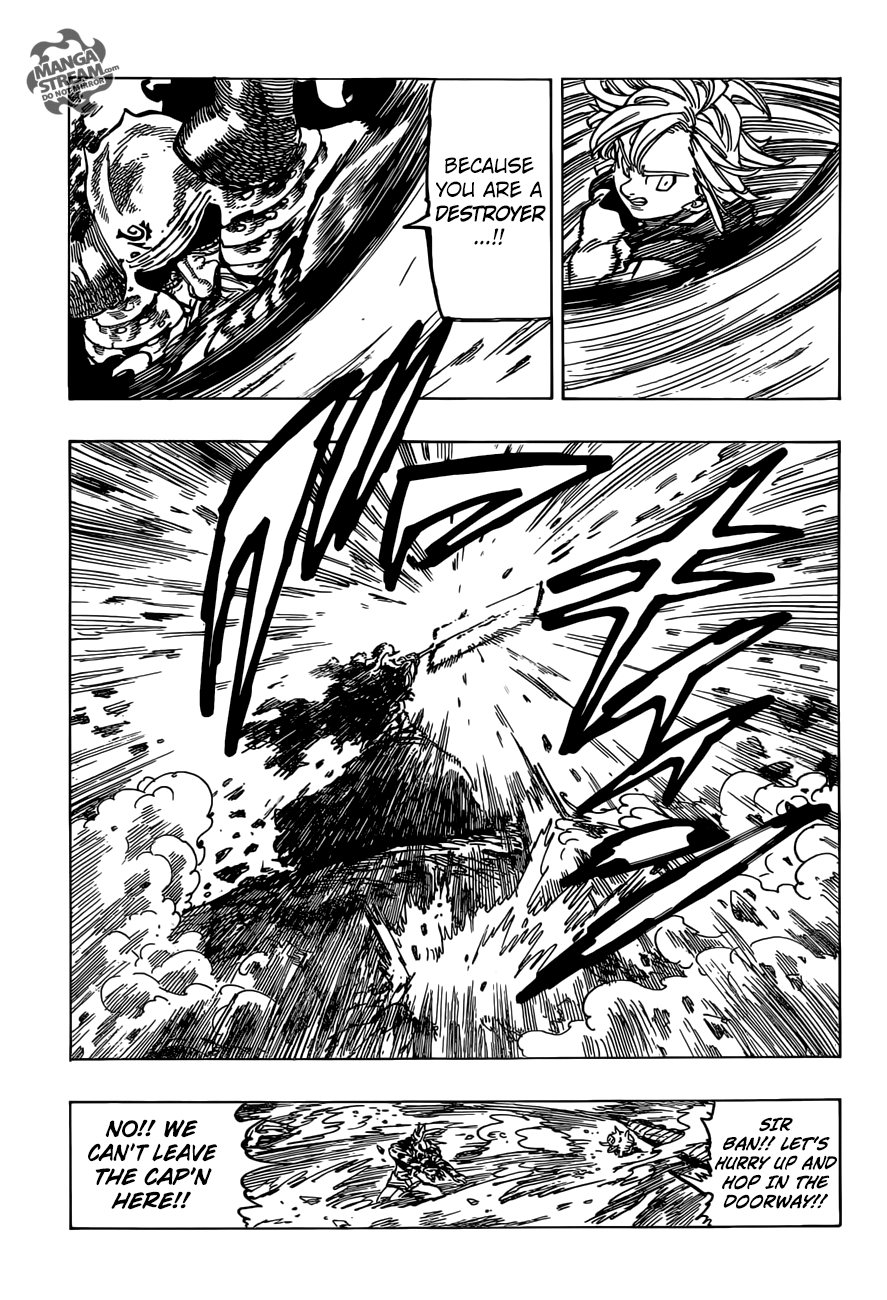 MANGA
STREAM.com
DO NOT MIRROR
BECAUSE
YOU ARE A
DESTROYER
...!!
SIR
BAN!! LET'S
HURRY UP AND
HOP IN THE
DOORWAY!!
NO!! WE
CAN'T LEAVE
THE CAP'N
HERE!!